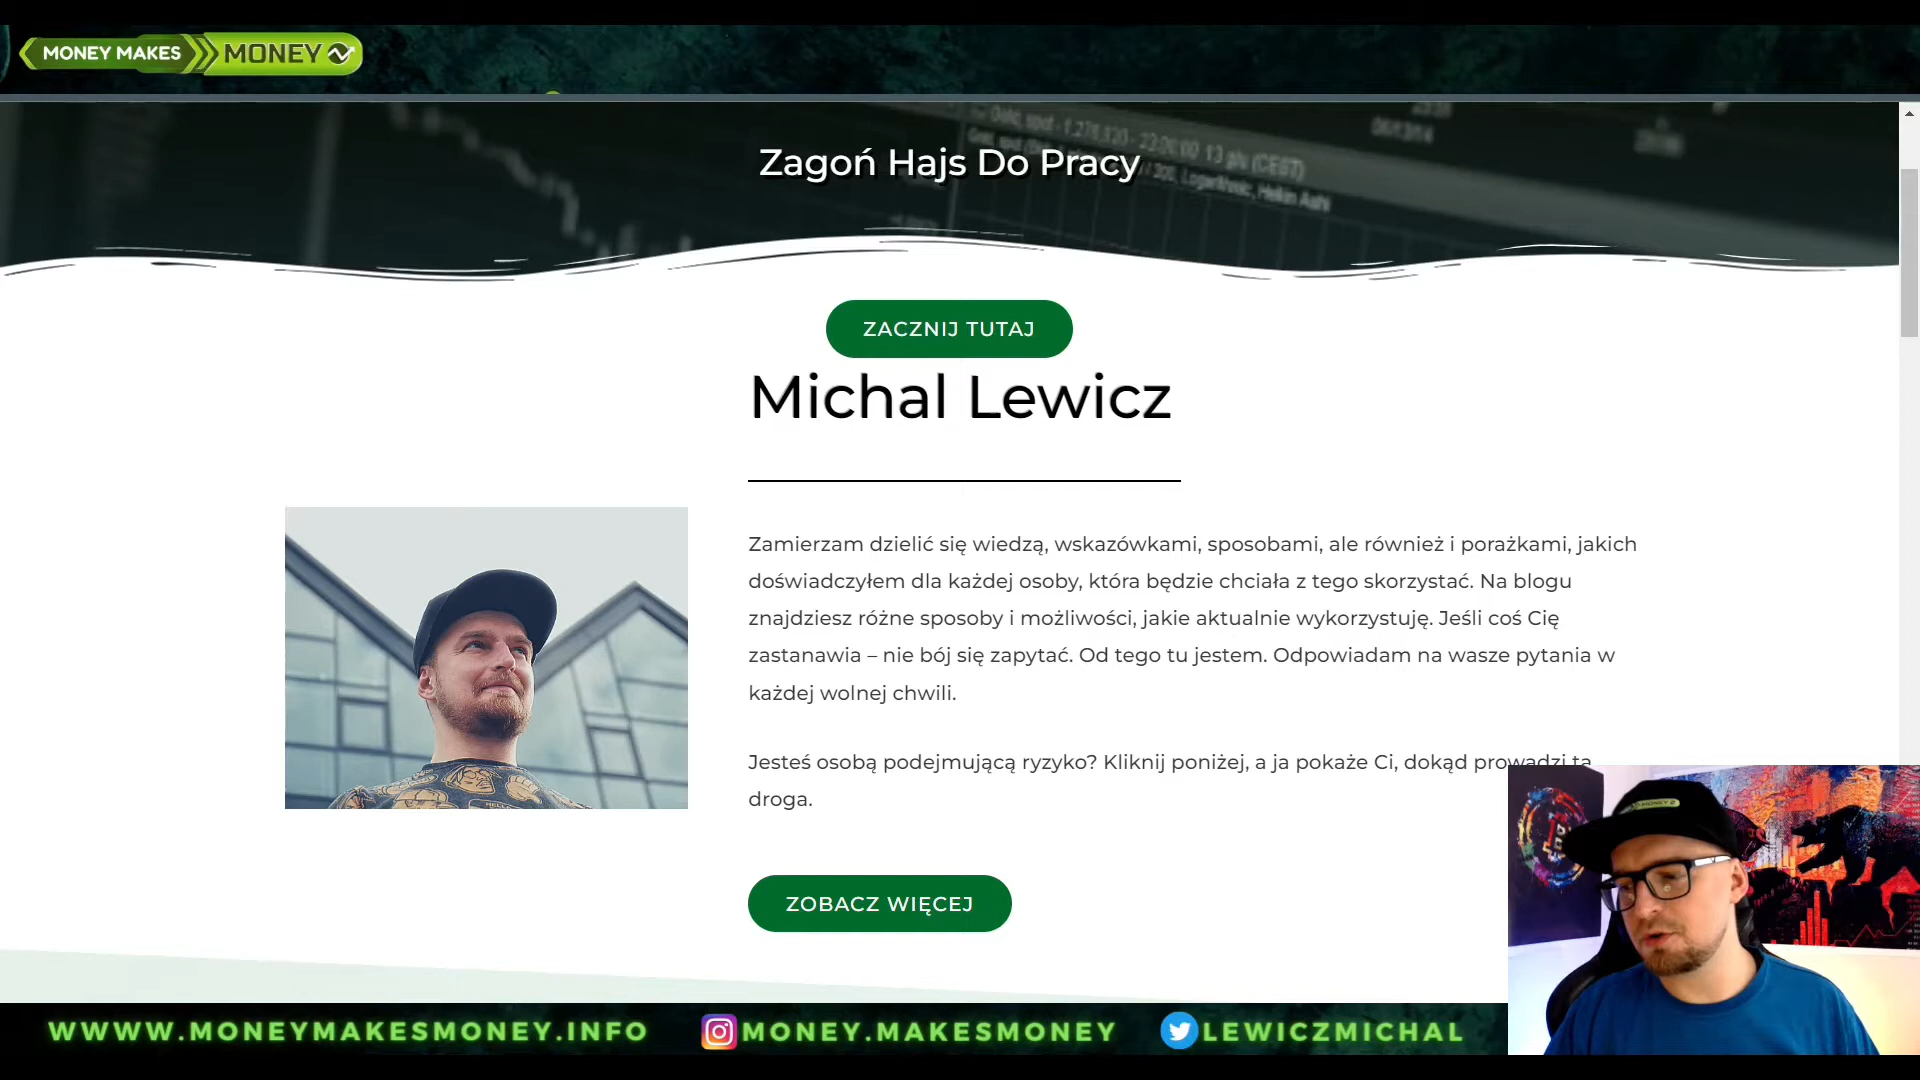 MONEY MAKES MONEY
Zagoń Hajs Do Pracy
ZACZNIJ TUTAJ
Michal Lewicz
Zamierzam dzielić się wiedzą, wskazówkami, sposobami, ale również i porażkami, jakich
doświadczyłem dla każdej osoby, która będzie chciała z tego skorzystać. Na blogu
znajdziesz różne sposoby i możliwości, jakie aktualnie wykorzystuję. Jeśli coś Cię
zastanawia – nie bój się zapytać. Od tego tu jestem. Odpowiadam na wasze pytania w
każdej wolnej chwili.
Jesteś osobą podejmującą ryzyko? Kliknij poniżej, a ja pokaże Ci, dokąd prowadzi ta
droga.
ZOBACZ WIĘCEJ
WWWW.MONEYMAKESMONEY.INFO
MONEY.MAKESMONEY
LEWICZMICHAL